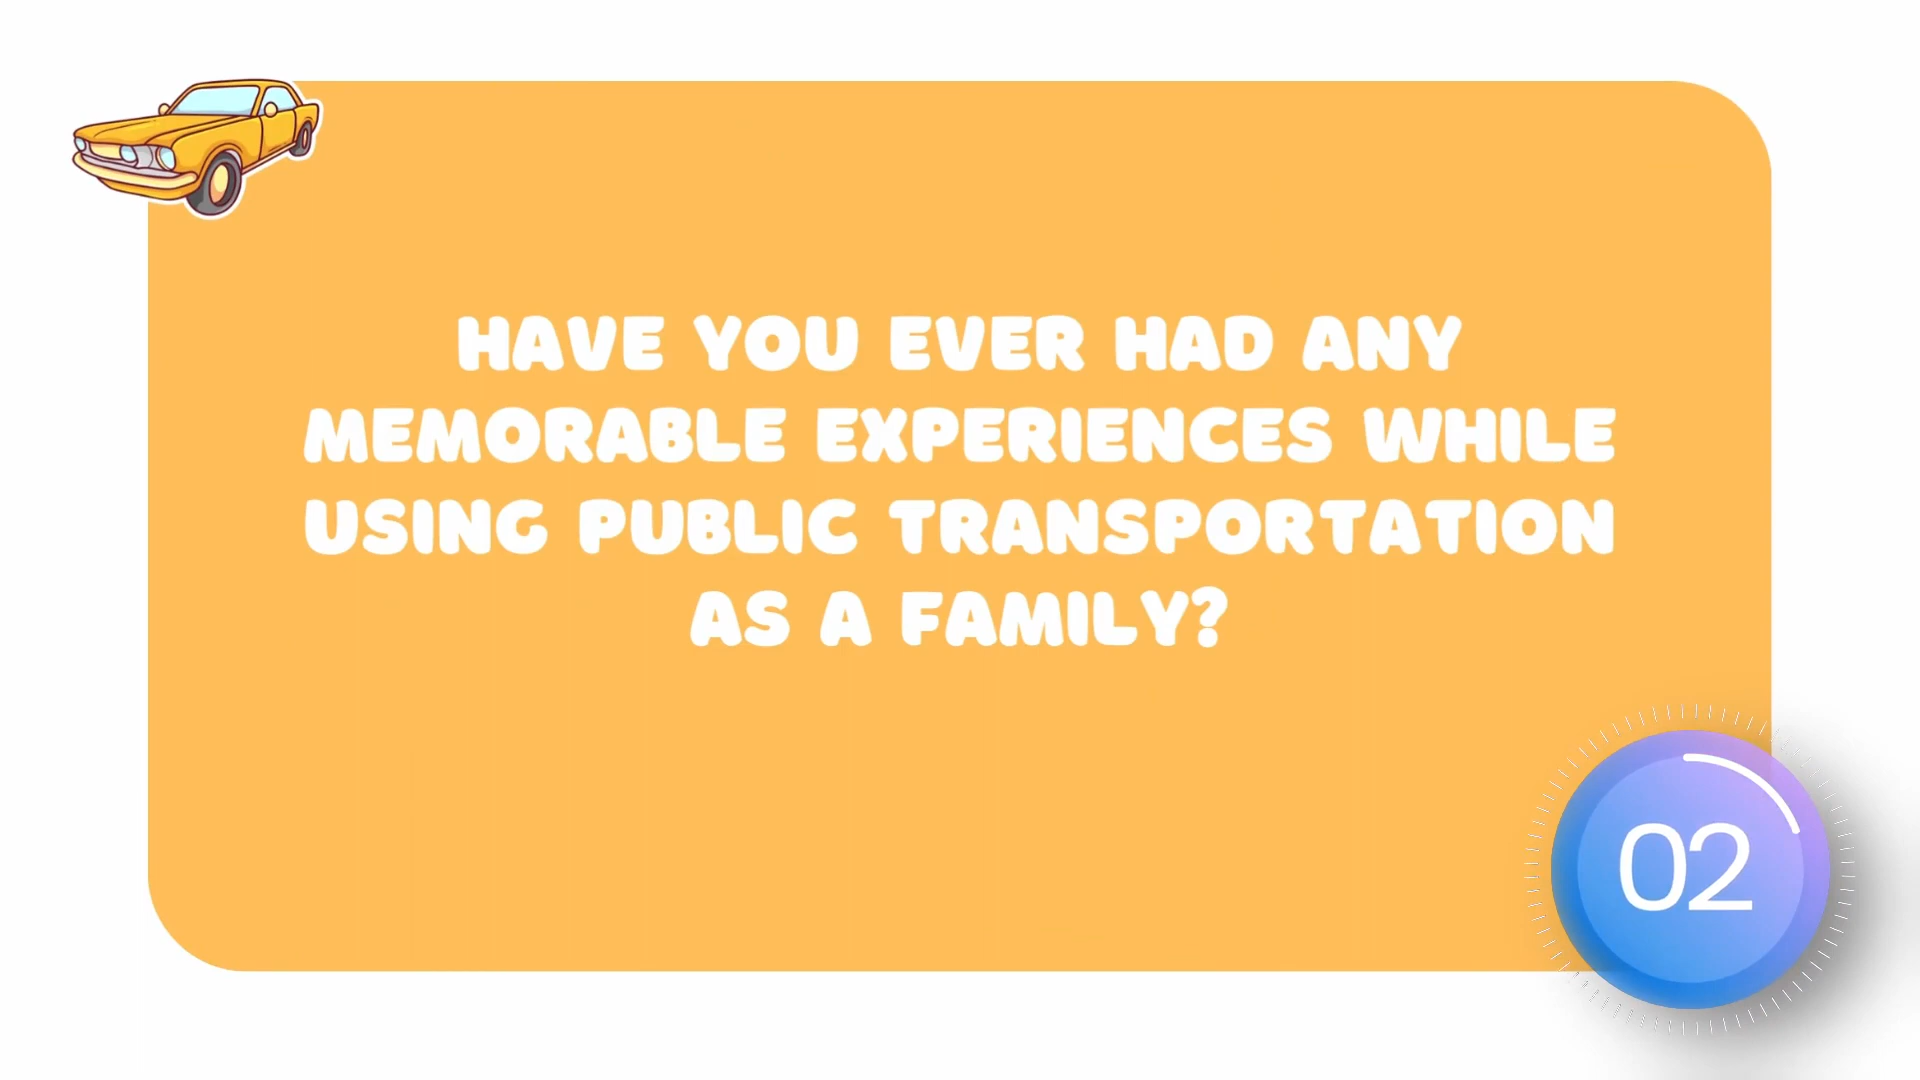 HAVE YOU EVER HAD ANY
MEMORABLE EXPERIENCES WHILE
USING PUBLIC TRANSPORTATION
AS A FAMILY?
02